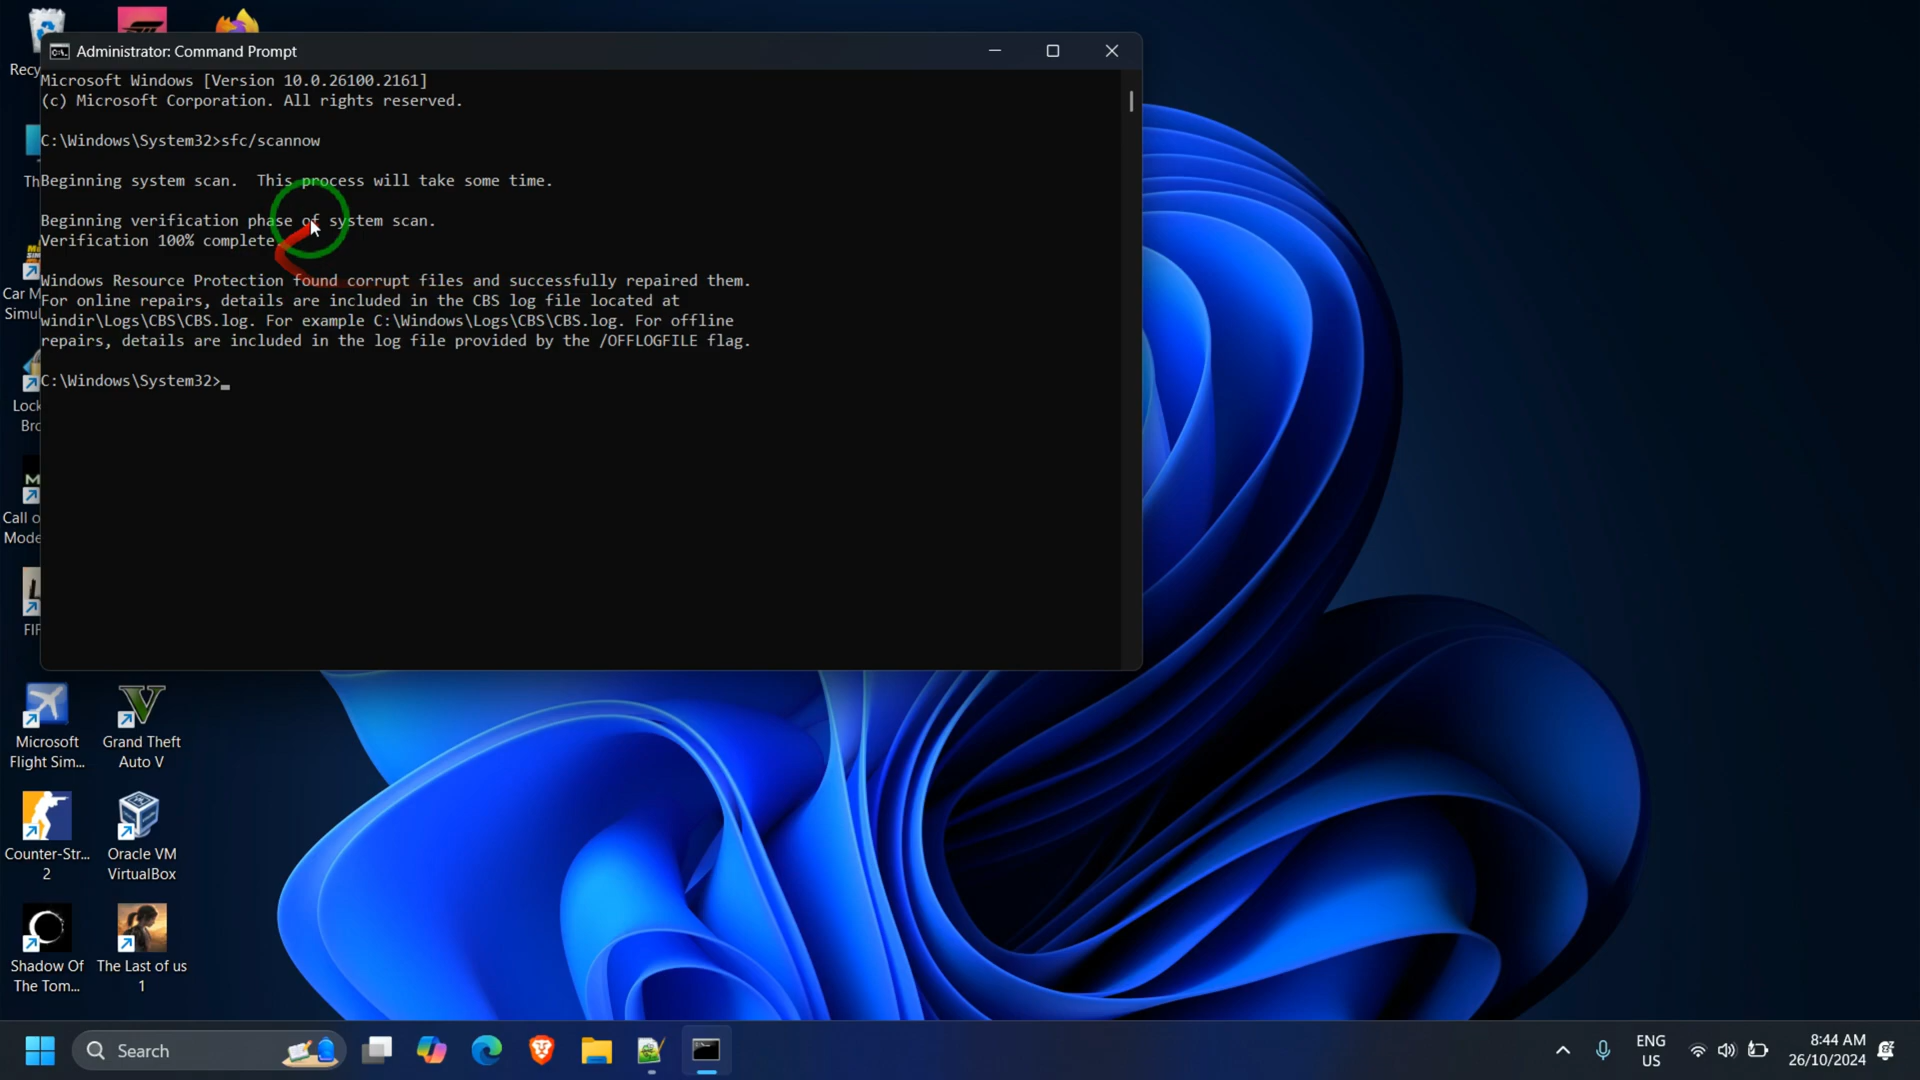 Recy
Administrator: Command Prompt
Microsoft Windows [Version 10.0.26100.2161]
(c) Microsoft Corporation. All rights reserved.
C:\Windows\System32>sfc/scannow
Th
Beginning system scan.  This process will take some time.
Beginning verification phase of system scan.
Verification 100% complete.
Windows Resource Protection found corrupt files and successfully repaired them.
For online repairs, details are included in the CBS log file located at
windir\Logs\CBS\CBS.log. For example C:\Windows\Logs\CBS\CBS.log. For offline
repairs, details are included in the log file provided by the /OFFLOGFILE flag.
C:\Windows\System32>
Car M
Simul
Lock
Bro
Call o
Mode
FIF
Microsoft
Flight Sim...
Grand Theft
Auto V
Counter-Str...
2
Oracle VM
VirtualBox
Shadow Of
The Tom...
The Last of us
1
Search
ENG
US
8:44 AM
26/10/2024